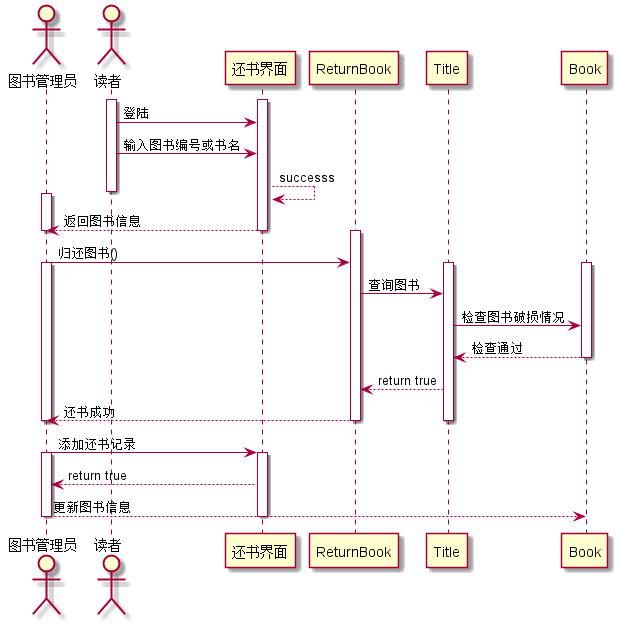 图书管理员 读者 还书界面 ReturnBook Title Book
登陆
输入图书编号或书名
successs
返回图书信息
归还图书()
查询图书
检查图书破损情况
检查通过
return true
还书成功
添加还书记录
return true
更新图书信息
图书管理员 读者 还书界面 ReturnBook Title Book